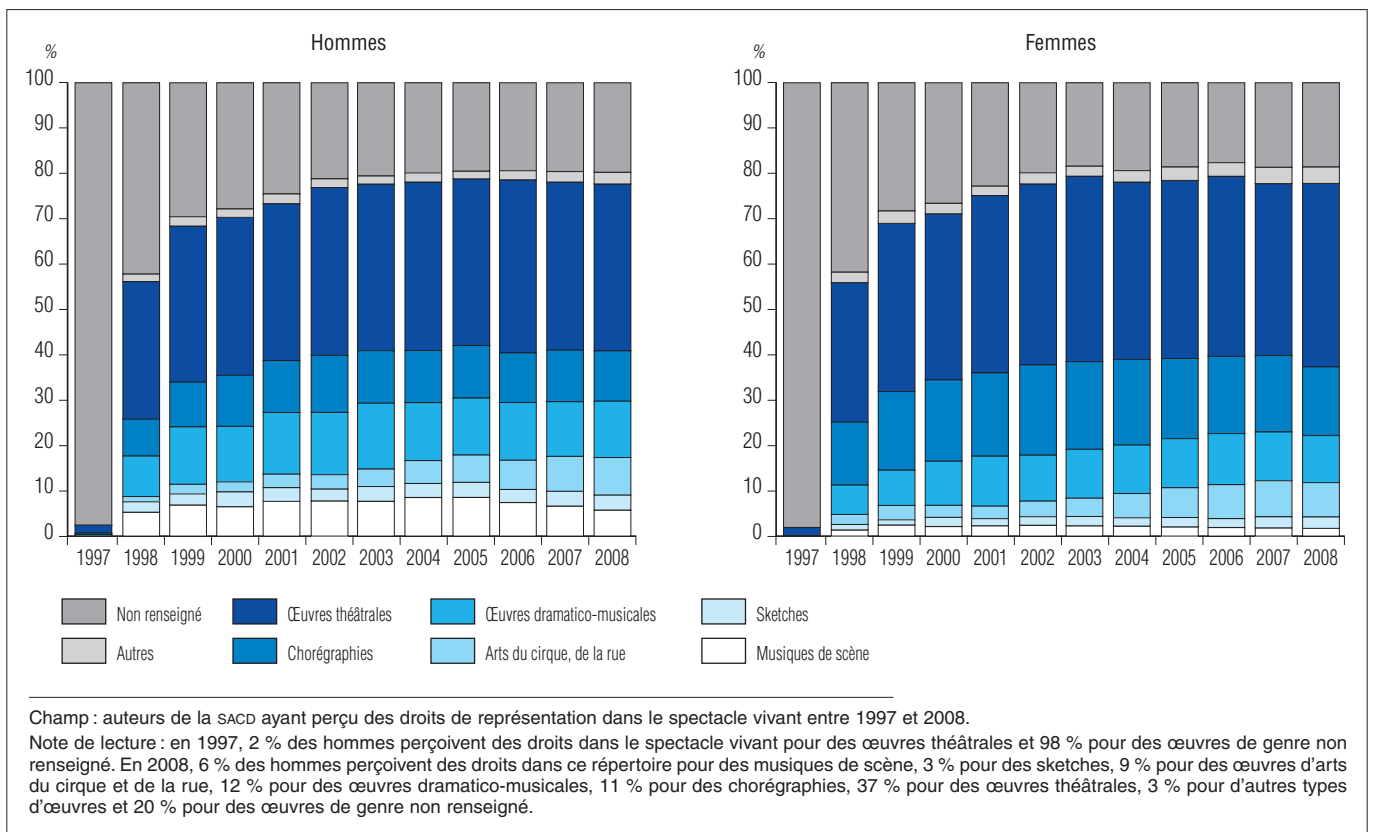 Hommes
%
100
90
80
70
60
50
40
30
20
10
0
1997 1998 1999 2000 2001 2002 2003 2004 2005 2006 2007 2008
Femmes
%
100
90
80
70
60
50
40
30
20
10
0
1997 1998 1999 2000 2001 2002 2003 2004 2005 2006 2007 2008
Non renseigné Œuvres théâtrales Œuvres dramatico-musicales Sketches
Autres Chorégraphies Arts du cirque, de la rue Musiques de scène
Champ : auteurs de la SACD ayant perçu des droits de représentation dans le spectacle vivant entre 1997 et 2008.
Note de lecture : en 1997, 2 % des hommes perçoivent des droits dans le spectacle vivant pour des œuvres théâtrales et 98 % pour des œuvres de genre non
renseigné. En 2008, 6 % des hommes perçoivent des droits dans ce répertoire pour des musiques de scène, 3 % pour des sketches, 9 % pour des œuvres d'arts
du cirque et de la rue, 12 % pour des œuvres dramatico-musicales, 11 % pour des chorégraphies, 37 % pour des œuvres théâtrales, 3 % pour d'autres types
d'œuvres et 20 % pour des œuvres de genre non renseigné.